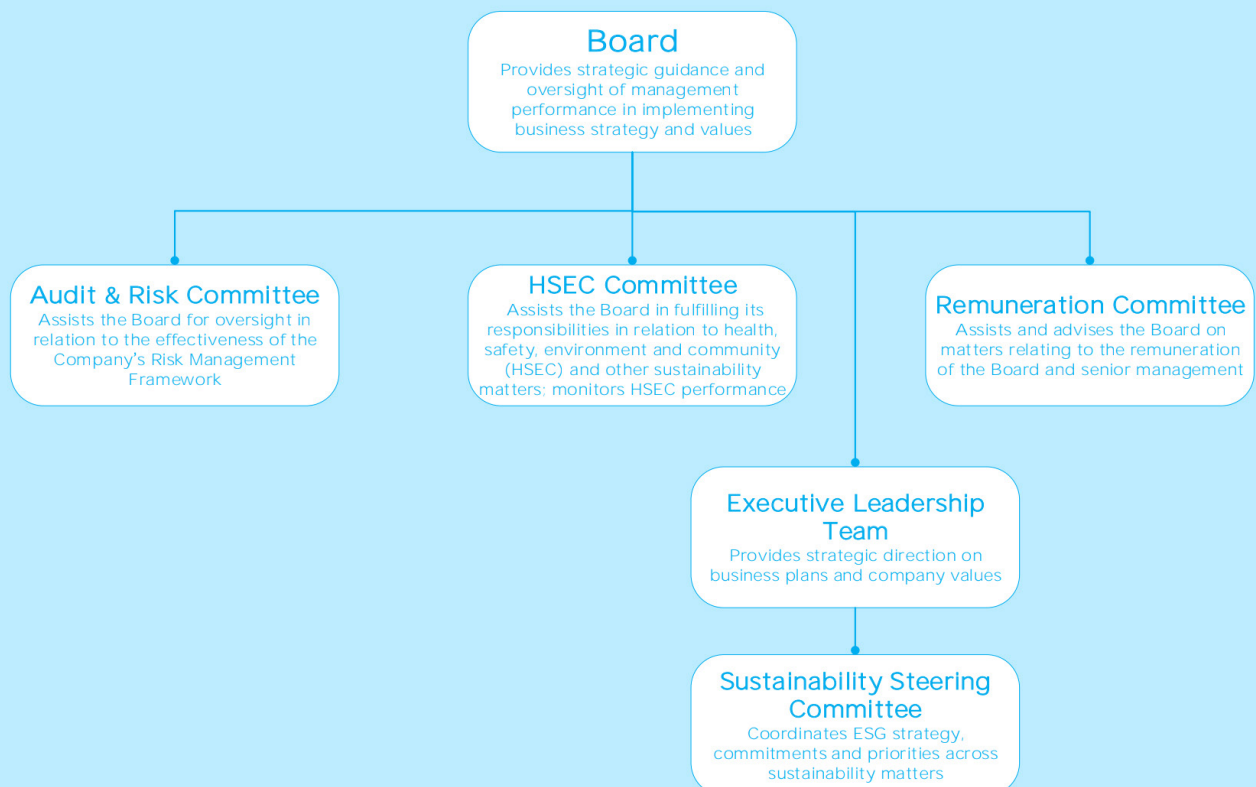 Board
Provides strategic guidance and
oversight of management
performance in implementing
business strategy and values
Audit & Risk Committee
Assists the Board for oversight in
relation to the effectiveness of the
Company's Risk Management
Framework
HSEC Committee
Assists the Board in fulfilling its
responsibilities in relation to health,
safety, environment and community
(HSEC) and other sustainability
matters; monitors HSEC performance
Remuneration Committee
Assists and advises the Board on
matters relating to the remuneration
of the Board and senior management
Executive Leadership
Team
Provides strategic direction on
business plans and company values
Sustainability Steering
Committee
Coordinates ESG strategy,
commitments and priorities across
sustainability matters